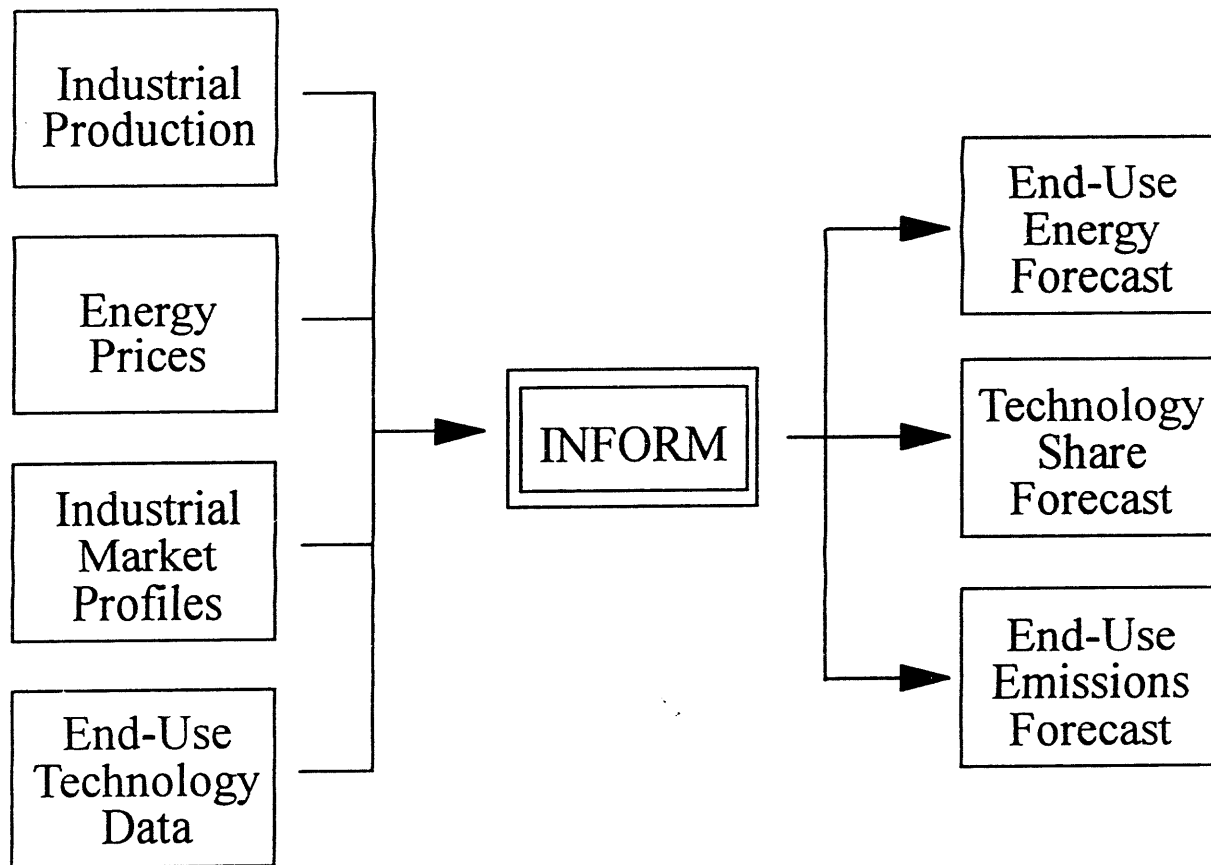 Industrial
Production
Energy
Prices
Industrial
Market
Profiles
End-Use
Technology
Data
INFORM
End-Use
Energy
Forecast
Technology
Share
Forecast
End-Use
Emissions
Forecast